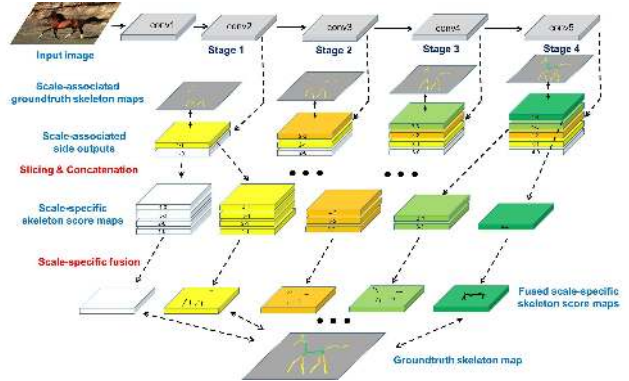 conv1
conv2
conv3
conv4
conv5
Input image
Stage 1
Stage 2
Stage 3
Stage 4
Scale-associated
groundtruth skeleton maps
Scale-associated
side outputs
Slicing & Concatenation
Scale-specific
skeleton score maps
Scale-specific fusion
Fused scale-specific
skeleton score maps
Groundtruth skeleton map